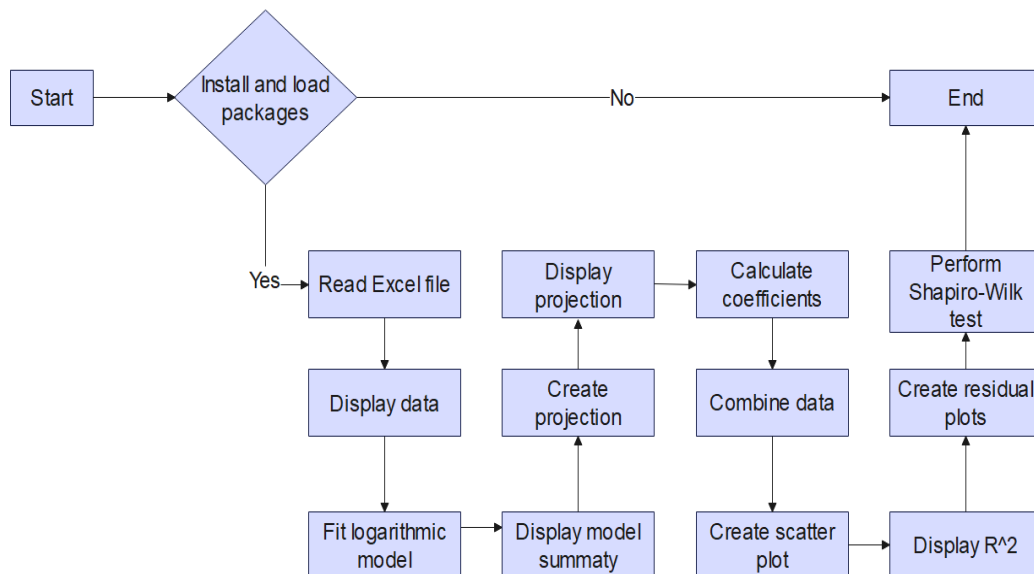 Start
Install and load
packages
No
End
Yes
Read Excel file
Display
projection
Calculate
coefficients
Perform
Shapiro-Wilk
test
Display data
Create
projection
Combine data
Create residual
plots
Fit logarithmic
model
Display model
summaty
Create scatter
plot
Display R^2